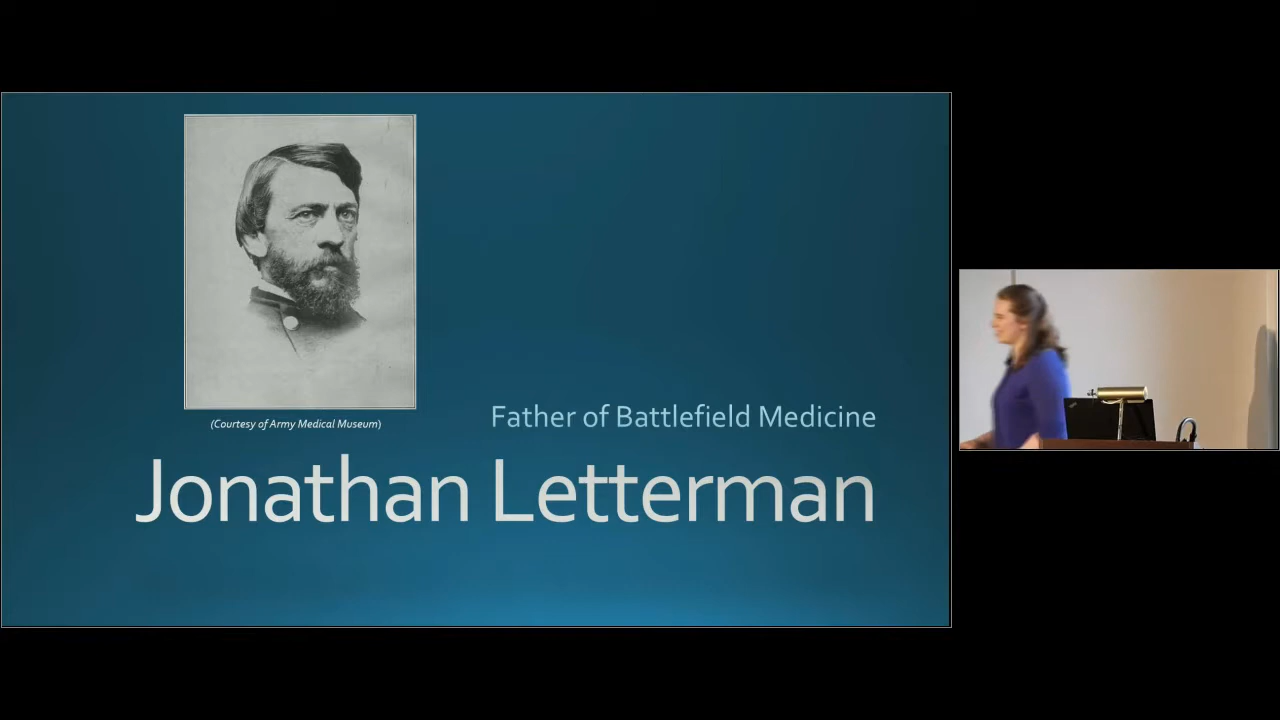 (Courtesy of Army Medical Museum)
Father of Battlefield Medicine
Jonathan Letterman